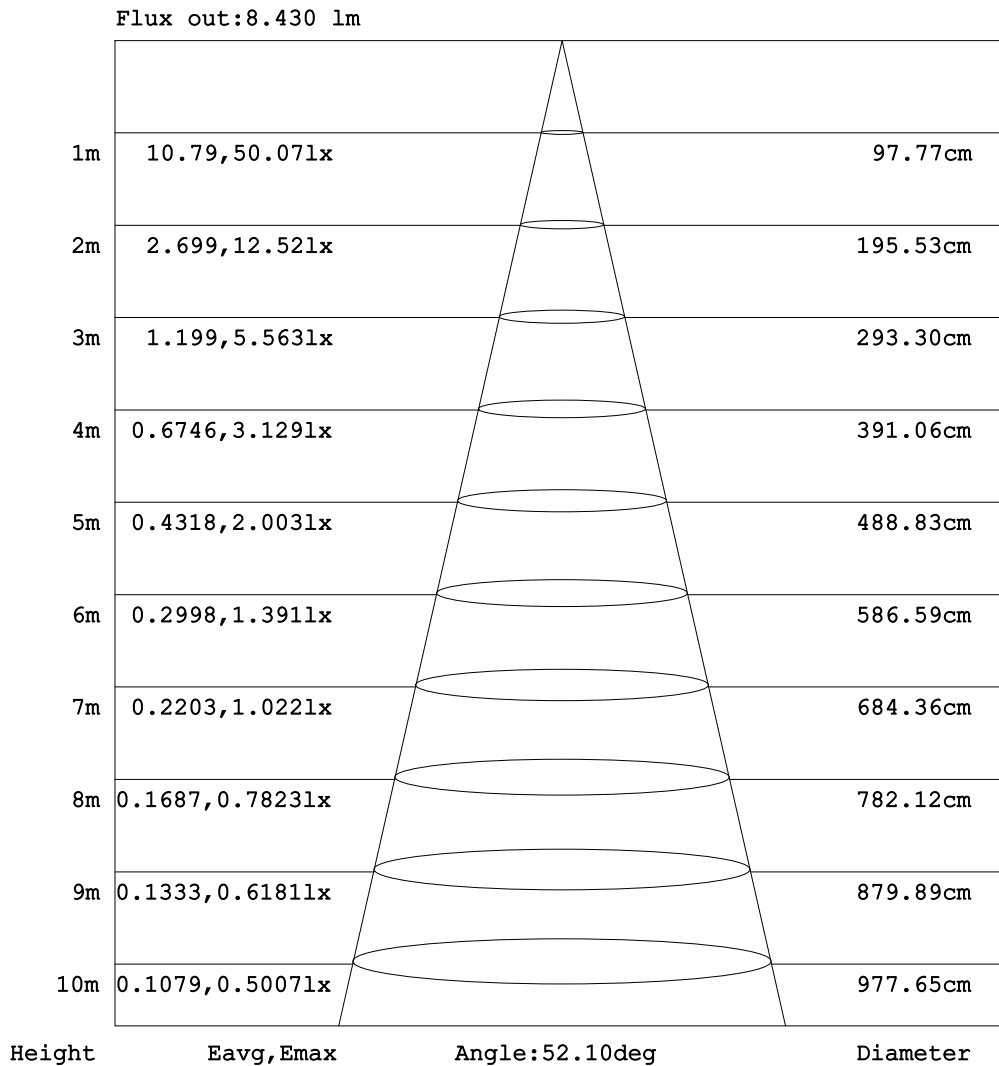 Flux out:8.430 lm
1m 10.79,50.07lx 97.77cm
2m 2.699,12.52lx 195.53cm
3m 1.199,5.563lx 293.30cm
4m 0.6746,3.129lx 391.06cm
5m 0.4318,2.003lx 488.83cm
6m 0.2998,1.391lx 586.59cm
7m 0.2203,1.022lx 684.36cm
8m 0.1687,0.7823lx 782.12cm
9m 0.1333,0.6181lx 879.89cm
10m 0.1079,0.5007lx 977.65cm
Height Eavg,Emax Angle:52.10deg Diameter